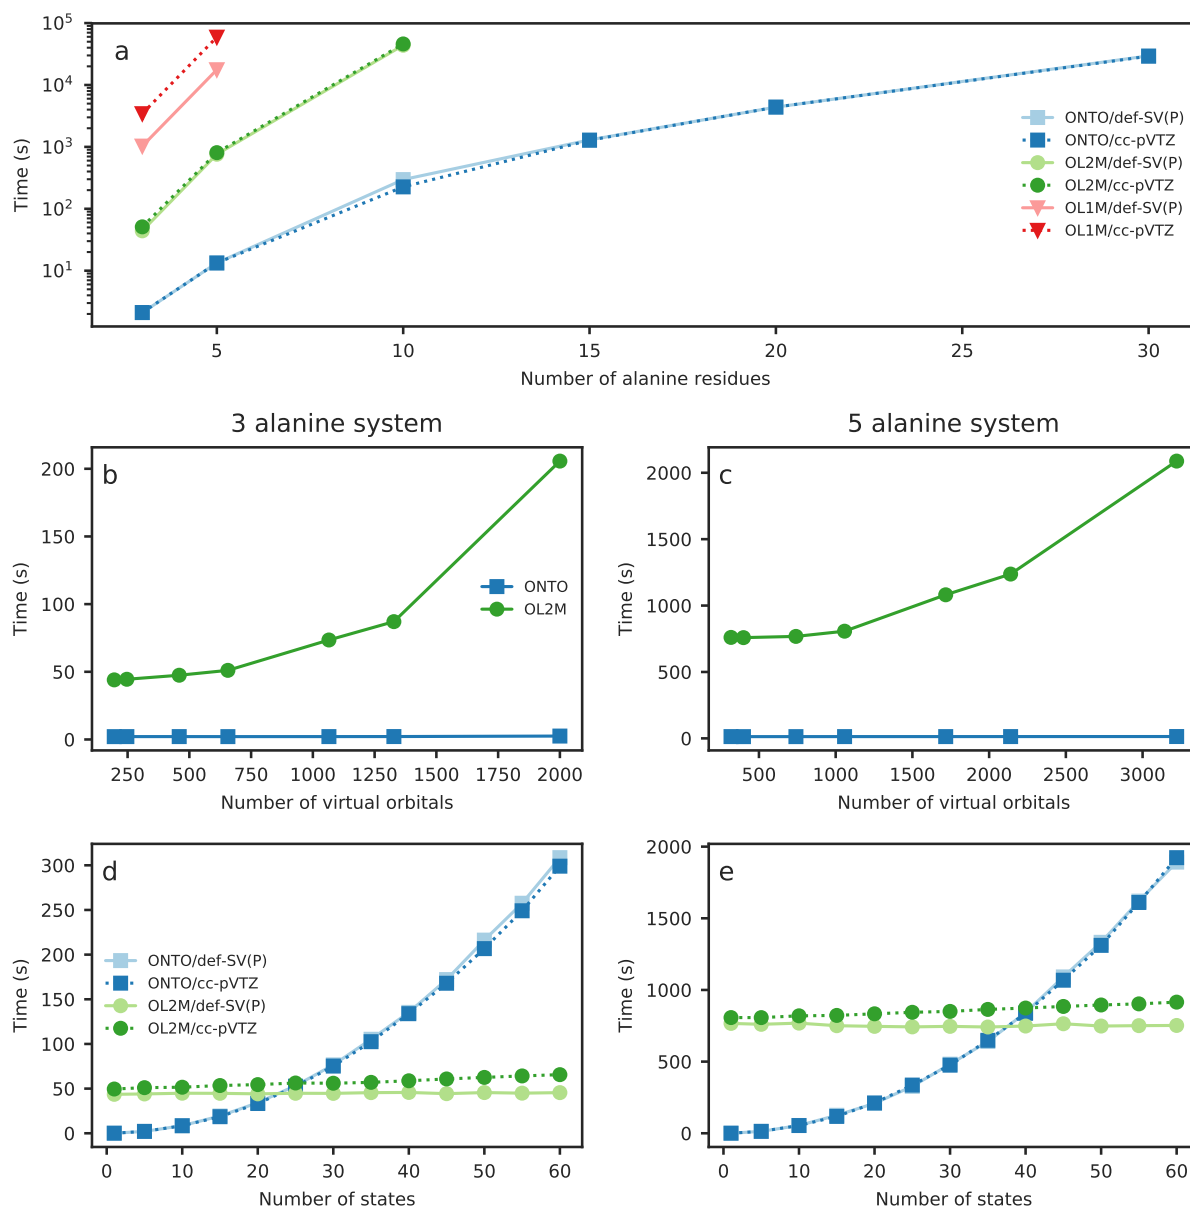 a
10^5
10^4
10^3
10^2
10^1
Time (s)
5
10
15
20
25
30
Number of alanine residues
ONTO/def-SV(P)
ONTO/cc-pVTZ
OL2M/def-SV(P)
OL2M/cc-pVTZ
OL1M/def-SV(P)
OL1M/cc-pVTZ
3 alanine system
b
200
150
100
50
0
Time (s)
250
500
750
1000
1250
1500
1750
2000
Number of virtual orbitals
ONTO
OL2M
5 alanine system
c
2000
1500
1000
500
0
Time (s)
500
1000
1500
2000
2500
3000
Number of virtual orbitals
d
300
250
200
150
100
50
0
Time (s)
0
10
20
30
40
50
60
Number of states
ONTO/def-SV(P)
ONTO/cc-pVTZ
OL2M/def-SV(P)
OL2M/cc-pVTZ
e
2000
1500
1000
500
0
Time (s)
0
10
20
30
40
50
60
Number of states